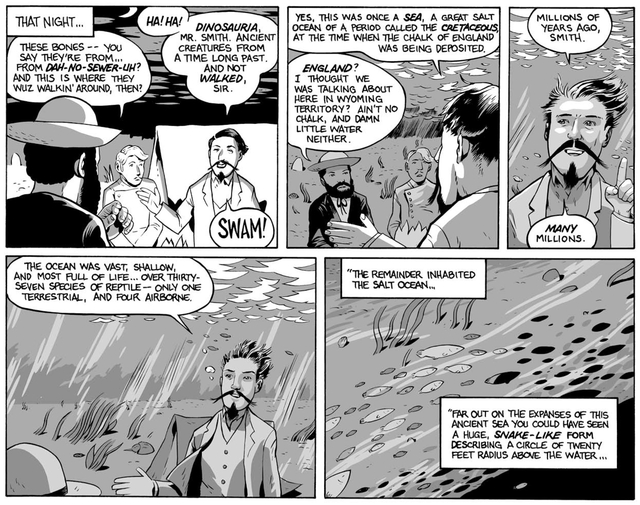 THAT NIGHT...
THESE BONES -- YOU
SAY THEY'RE FROM...
FROM DAH-NO-SEWER-UH?
AND THIS IS WHERE THEY
WUZ WALKIN' AROUND, THEN?
HA! HA!
DINOSAURIA,
MR. SMITH. ANCIENT
CREATURES FROM
A TIME LONG PAST.
AND NOT
WALKED,
SIR.
SWAM!
YES, THIS WAS ONCE A SEA, A GREAT SALT
OCEAN OF A PERIOD CALLED THE CRETACEOUS,
AT THE TIME WHEN THE CHALK OF ENGLAND
WAS BEING DEPOSITED.
ENGLAND?
I THOUGHT WE
WAS TALKING ABOUT
HERE IN WYOMING
TERRITORY? AIN'T NO
CHALK, AND DAMN
LITTLE WATER
NEITHER.
MILLIONS OF
YEARS AGO,
SMITH.
MANY
MILLIONS.
THE OCEAN WAS VAST, SHALLOW,
AND MOST FULL OF LIFE... OVER THIRTY-
SEVEN SPECIES OF REPTILE -- ONLY ONE
TERRESTRIAL, AND FOUR AIRBORNE.
"THE REMAINDER INHABITED
THE SALT OCEAN...
"FAR OUT ON THE EXPANSES OF THIS
ANCIENT SEA YOU COULD HAVE SEEN
A HUGE, SNAKE-LIKE FORM
DESCRIBING A CIRCLE OF TWENTY
FEET RADIUS ABOVE THE WATER...